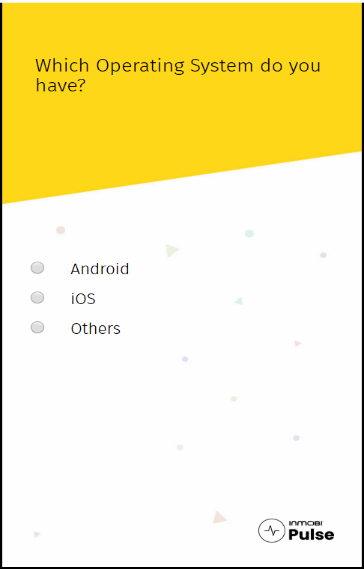 Which Operating System do you
have?
Android
iOS
Others
INMOBI
Pulse